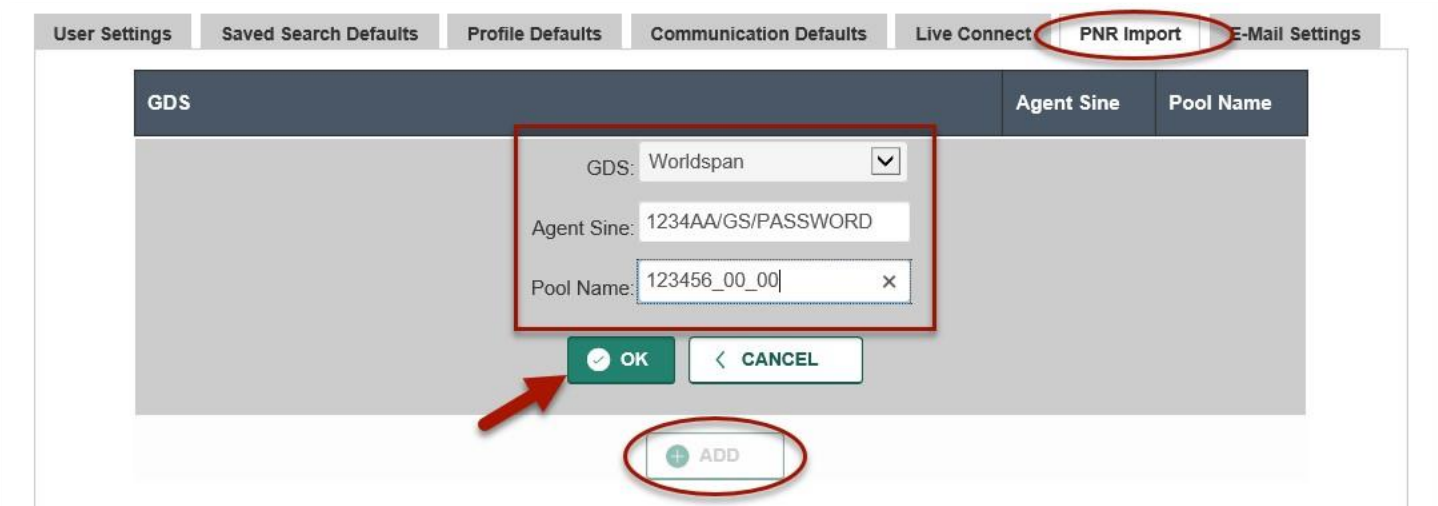 User Settings Saved Search Defaults Profile Defaults Communication Defaults Live Connect PNR Import E-Mail Settings
GDS Agent Sine Pool Name
GDS: Worldspan
Agent Sine: 1234AA/GS/PASSWORD
Pool Name: 123456_00_00
OK CANCEL
ADD